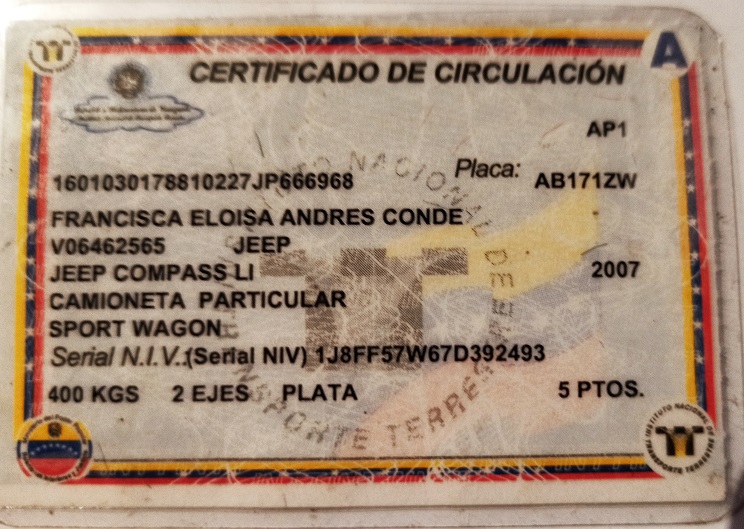 A
CERTIFICADO DE CIRCULACIÓN
AP1
1601030178810227JP666968 Placa: AB171ZW
FRANCISCA ELOISA ANDRES CONDE
V06462565 JEEP
JEEP COMPASS LI 2007
CAMIONETA PARTICULAR
SPORT WAGON
Serial N.I.V.:(Serial NIV) 1J8FF57W67D392493
400 KGS 2 EJES PLATA 5 PTOS.
INSTITUTO NACIONAL DE TRANSPORTE TERRESTRE
INSTITUTO NACIONAL DE TRANSPORTE TERRESTRE